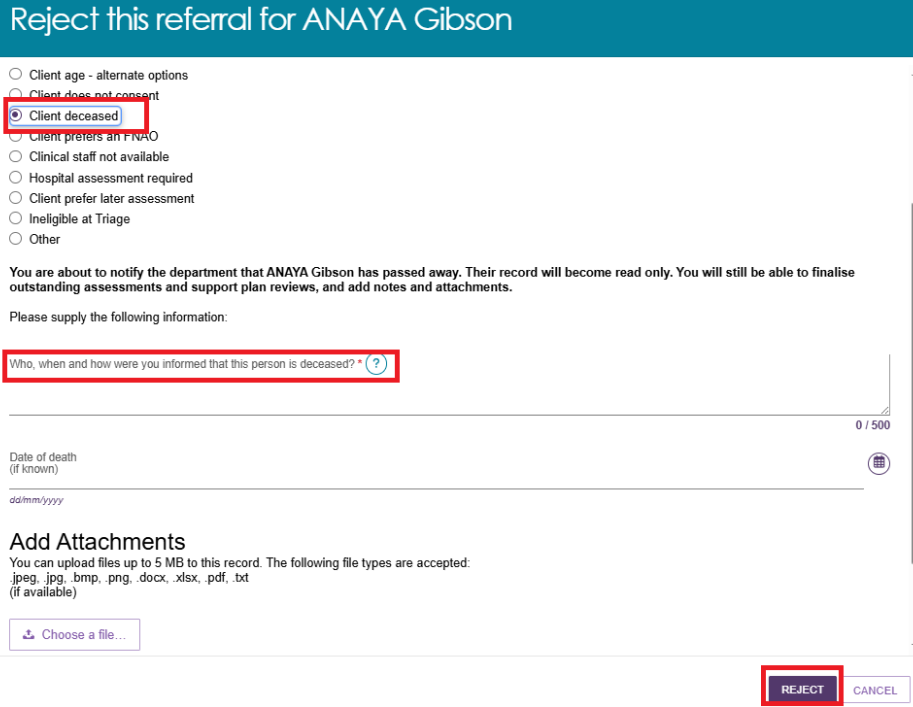 Reject this referral for ANAYA Gibson
Client age - alternate options
Client does not consent
Client deceased
Client prefers an FNAO
Clinical staff not available
Hospital assessment required
Client prefer later assessment
Ineligible at Triage
Other
You are about to notify the department that ANAYA Gibson has passed away. Their record will become read only. You will still be able to finalise
outstanding assessments and support plan reviews, and add notes and attachments.
Please supply the following information:
Who, when and how were you informed that this person is deceased? * ?
0 / 500
Date of death
(if known)
dd/mm/yyyy
Add Attachments
You can upload files up to 5 MB to this record. The following file types are accepted:
.jpeg, .jpg, .bmp, .png, .docx, .xlsx, .pdf, .txt
(if available)
Choose a file...
REJECT CANCEL